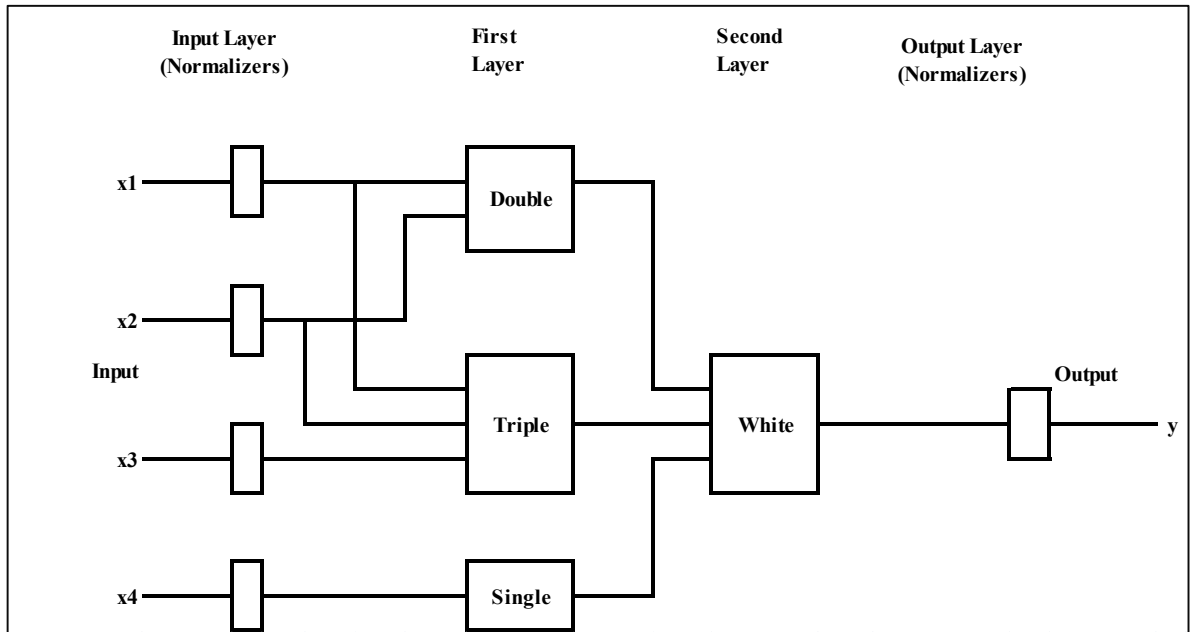 Input Layer
(Normalizers)
First
Layer
Second
Layer
Output Layer
(Normalizers)
x1
Double
x2
Input
Output
Triple
White
y
x3
x4
Single